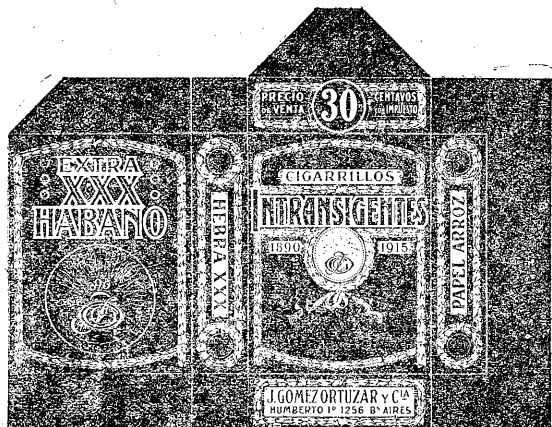 PRECIO
DE VENTA
30
CENTAVOS
IMPUESTO
EXTRA
XXX
HABANO
HEBRA XXX
CIGARRILLOS
INTRANSIGENTES
1890 1915
PAPEL ARROZ
J. GOMEZ ORTUZAR Y CIA
HUMBERTO 1º 1256 Bs AIRES